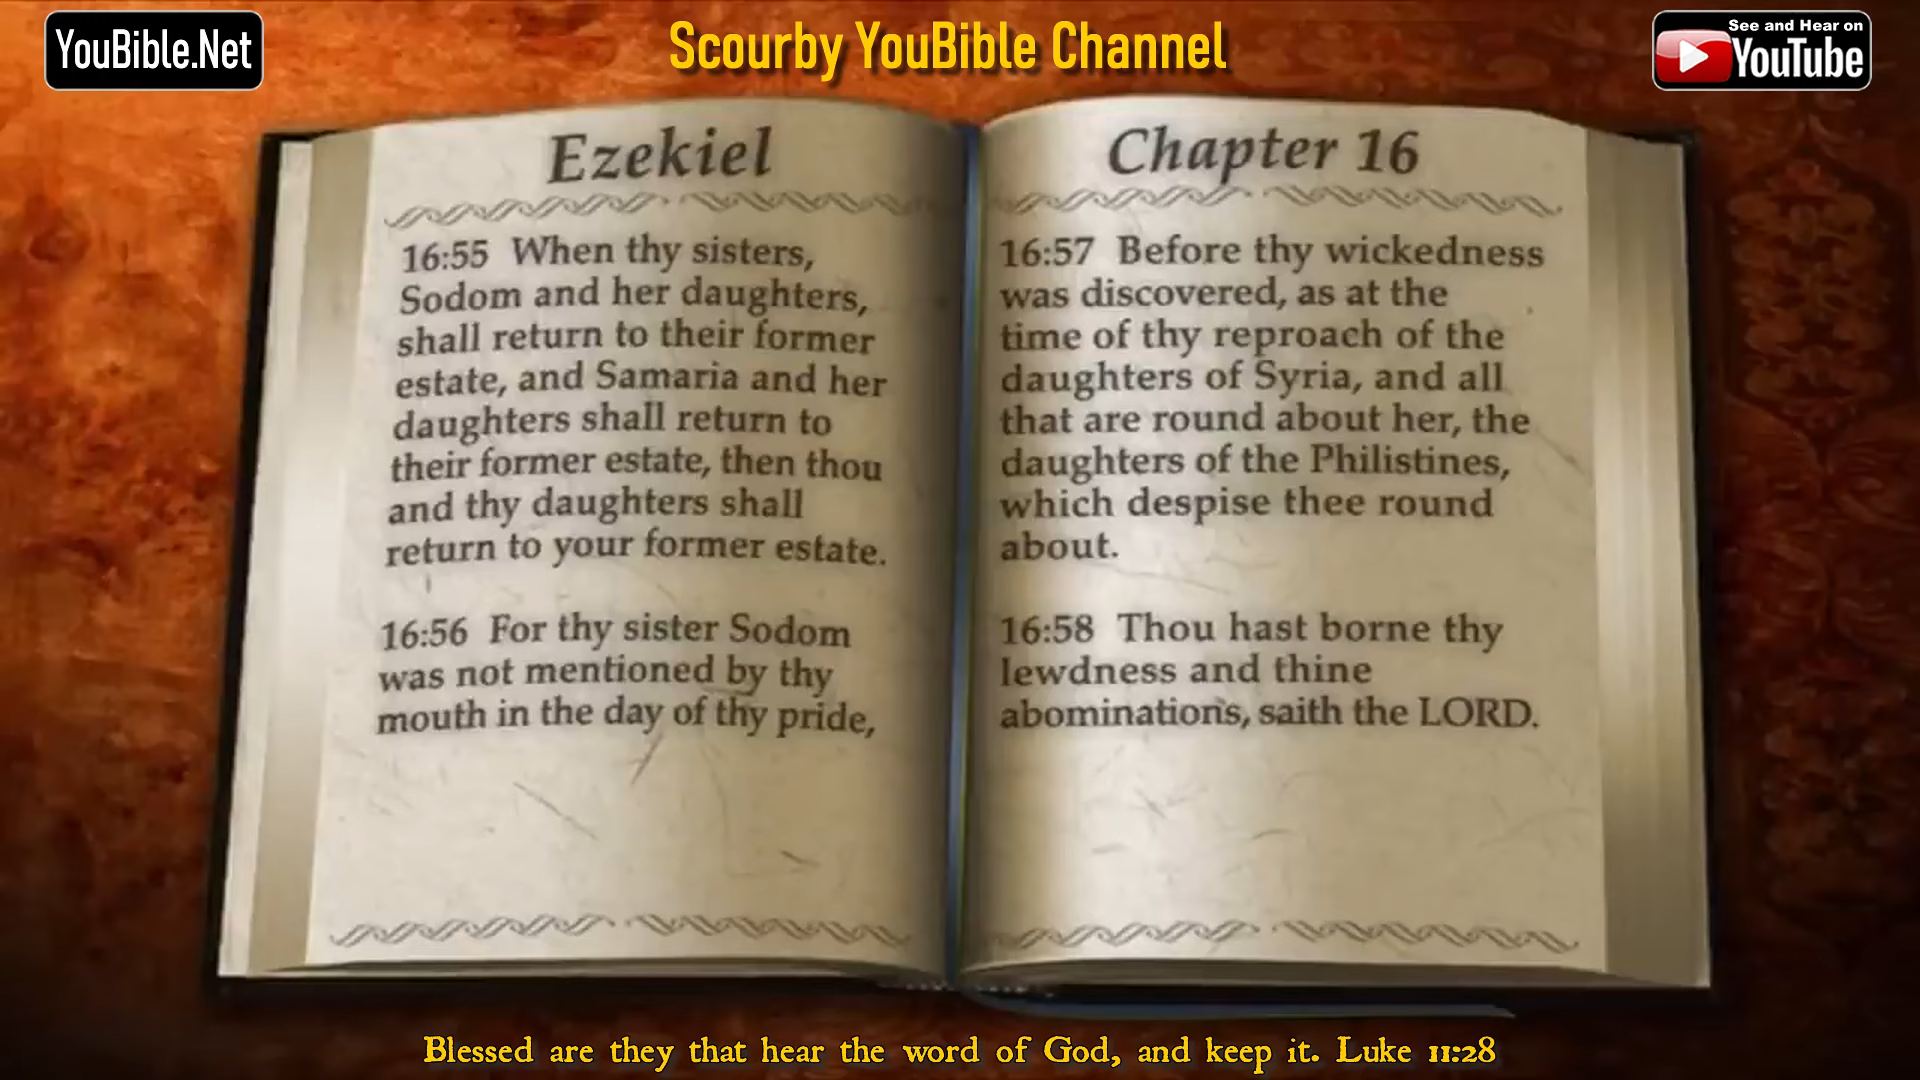 YouBible.Net
Scourby YouBible Channel
See and Hear on
YouTube
Ezekiel
16:55 When thy sisters,
Sodom and her daughters,
shall return to their former
estate, and Samaria and her
daughters shall return to
their former estate, then thou
and thy daughters shall
return to your former estate.
16:56 For thy sister Sodom
was not mentioned by thy
mouth in the day of thy pride,
Chapter 16
16:57 Before thy wickedness
was discovered, as at the
time of thy reproach of the
daughters of Syria, and all
that are round about her, the
daughters of the Philistines,
which despise thee round
about.
16:58 Thou hast borne thy
lewdness and thine
abominations, saith the LORD.
Blessed are they that hear the word of God, and keep it. Luke 11:28